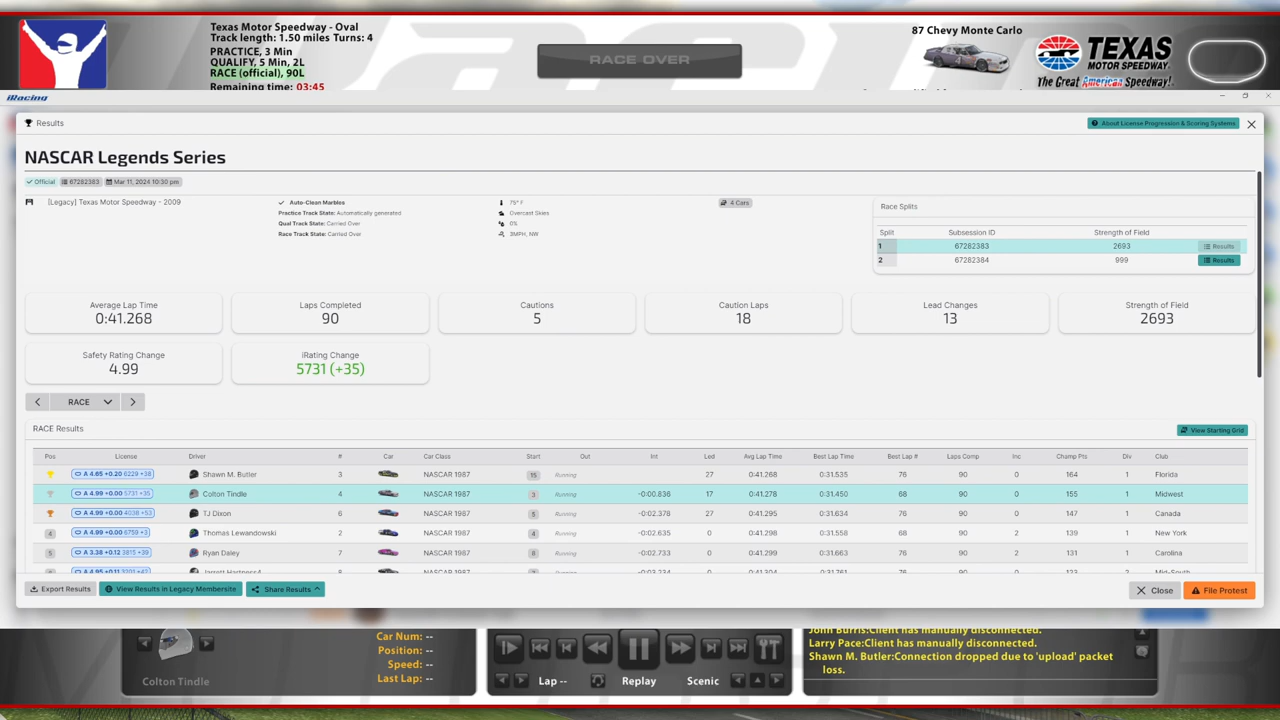 Texas Motor Speedway - Oval
Track length: 1.50 miles Turns: 4
PRACTICE, 3 Min
QUALIFY, 5 Min, 2L
RACE (official), 90L
Remaining time: 03:45
RACE OVER
87 Chevy Monte Carlo
TEXAS
MOTOR SPEEDWAY
The Great American Speedway!
iRacing
Results
About License Progression & Scoring Systems
NASCAR Legends Series
Official 67282383 Mar 11, 2024 10:30 pm
[Legacy] Texas Motor Speedway - 2009
Auto-Clean Marbles
Practice Track State: Automatically generated
Qual Track State: Carried Over
Race Track State: Carried Over
75° F
Overcast Skies
0%
3MPH, NW
4 Cars
Race Splits
Split Subsession ID Strength of Field
1 67282383 2693 Results
2 67282384 999 Results
Average Lap Time
0:41.268
Laps Completed
90
Cautions
5
Caution Laps
18
Lead Changes
13
Strength of Field
2693
Safety Rating Change
4.99
iRating Change
5731 (+35)
RACE
RACE Results
View Starting Grid
Pos License Driver # Car Car Class Start Out Int Led Avg Lap Time Best Lap Time Best Lap # Laps Comp Inc Champ Pts Div Club
A 4.65 +0.20 6229 +38 Shawn M. Butler 3 NASCAR 1987 15 Running 27 0:41.268 0:31.535 76 90 0 164 1 Florida
A 4.99 +0.00 5731 +35 Colton Tindle 4 NASCAR 1987 3 Running -0:00.836 17 0:41.278 0:31.450 68 90 0 155 1 Midwest
A 4.99 +0.00 4038 +53 TJ Dixon 6 NASCAR 1987 5 Running -0:02.378 27 0:41.295 0:31.634 76 90 0 147 1 Canada
4 A 4.99 +0.00 6759 +3 Thomas Lewandowski 2 NASCAR 1987 4 Running -0:02.635 0 0:41.298 0:31.558 68 90 2 139 1 New York
5 A 3.38 +0.12 3815 +39 Ryan Daley 7 NASCAR 1987 8 Running -0:02.733 0 0:41.299 0:31.663 76 90 2 131 1 Carolina
Export Results
View Results in Legacy Membersite
Share Results
Close
File Protest
Colton Tindle
Car Num: --
Position: --
Speed: --
Last Lap: --
Lap --
Replay
Scenic
John Burris:Client has manually disconnected.
Larry Pace:Client has manually disconnected.
Shawn M. Butler:Connection dropped due to 'upload' packet
loss.